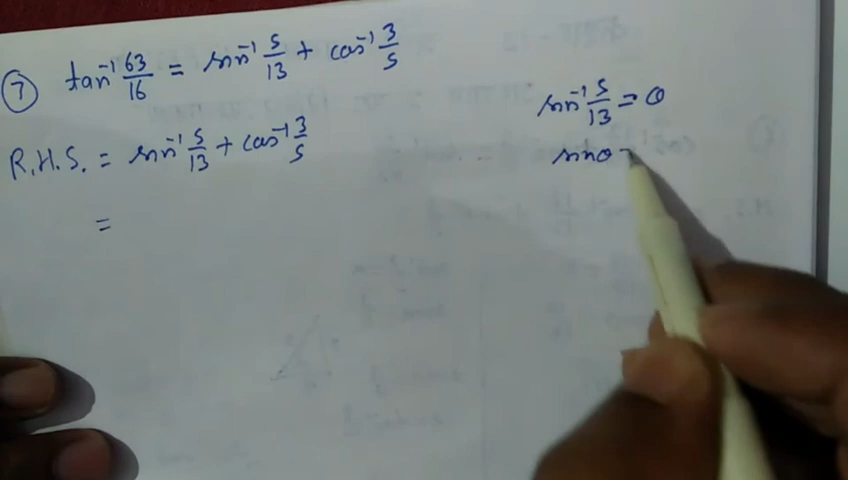 ⑦ tan⁻¹ 63/16 = sin⁻¹ 5/13 + cos⁻¹ 3/5
R.H.S. = sin⁻¹ 5/13 + cos⁻¹ 3/5
=
sin⁻¹ 5/13 = θ
sinθ =